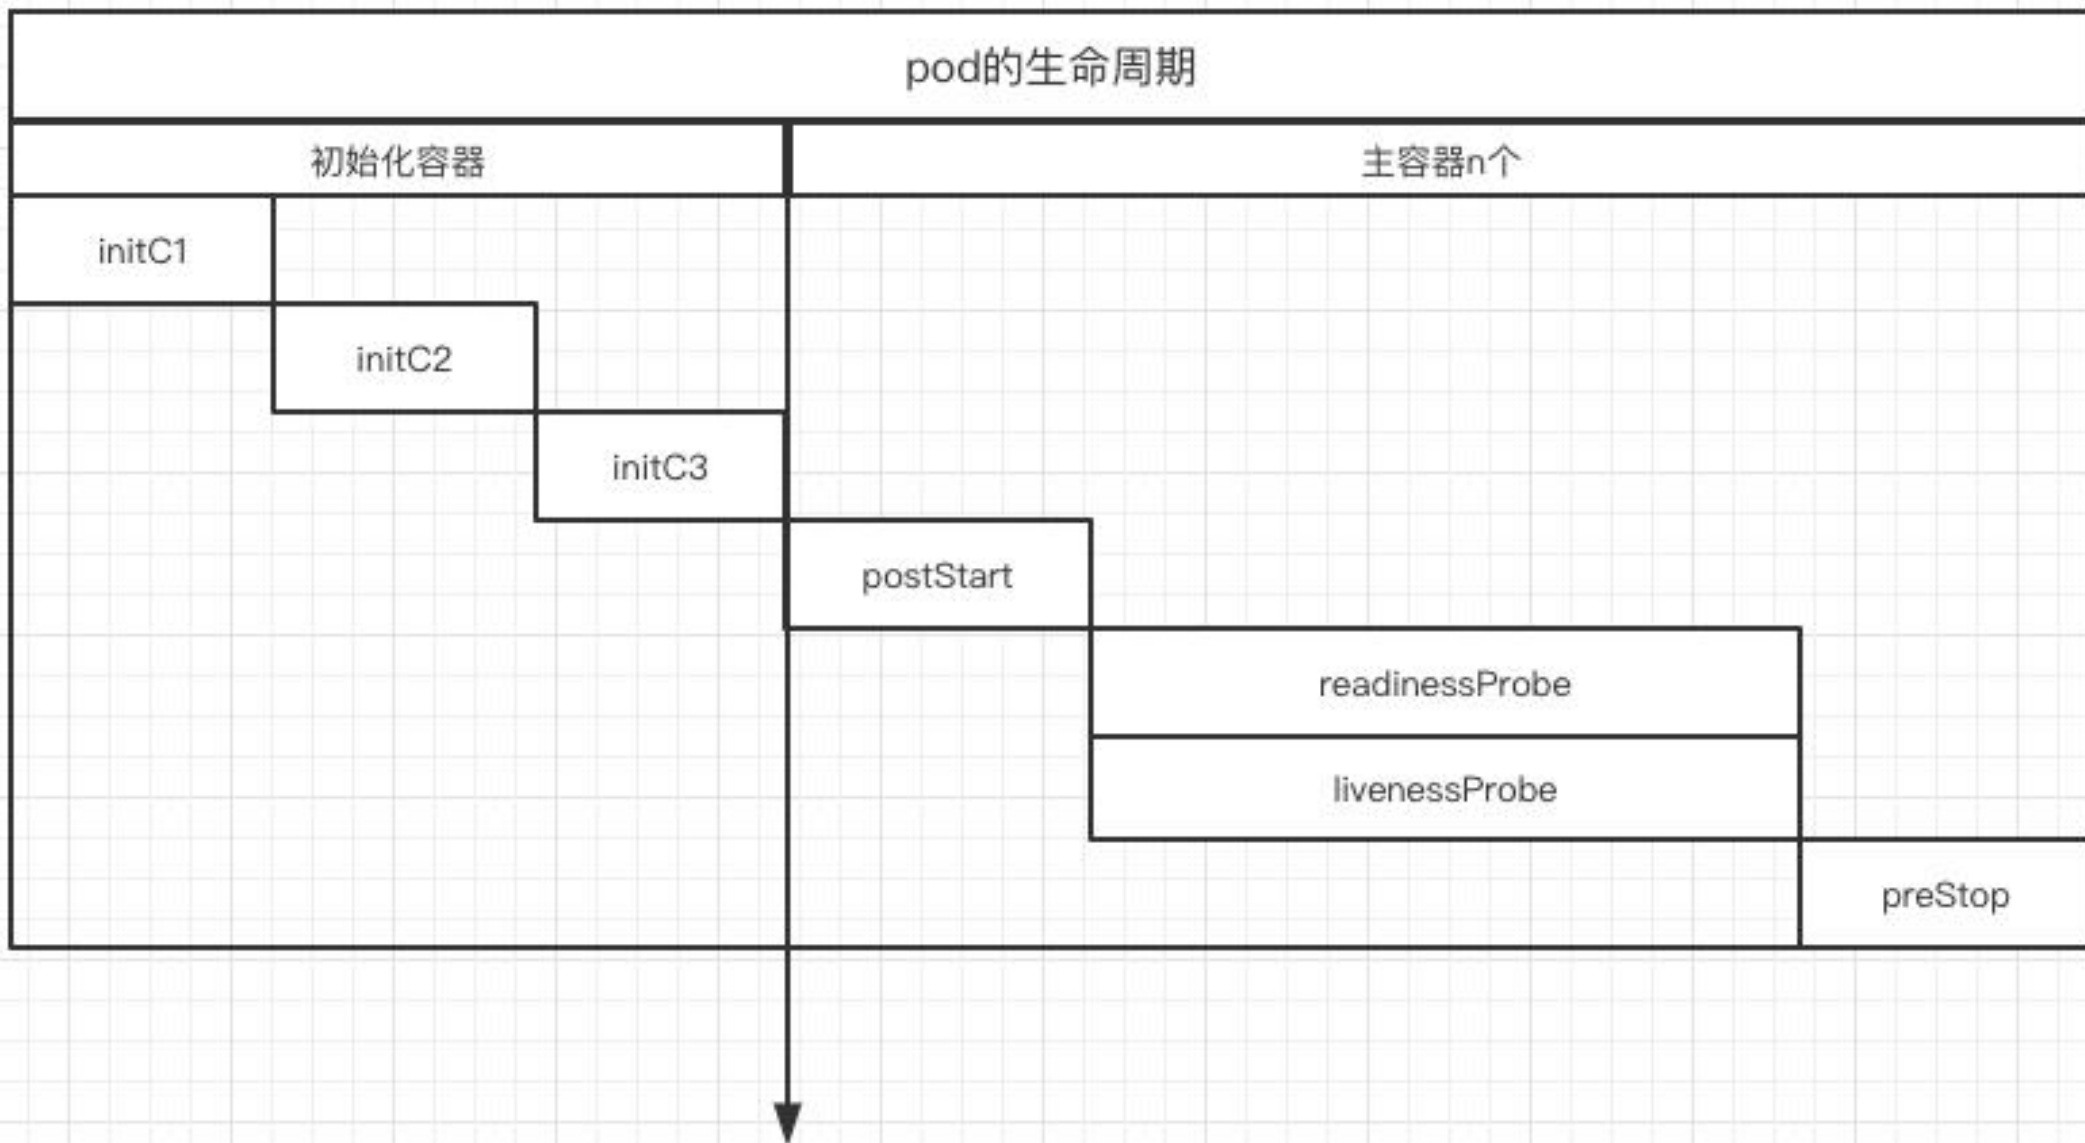 pod的生命周期
初始化容器
主容器n个
initC1
initC2
initC3
postStart
readinessProbe
livenessProbe
preStop